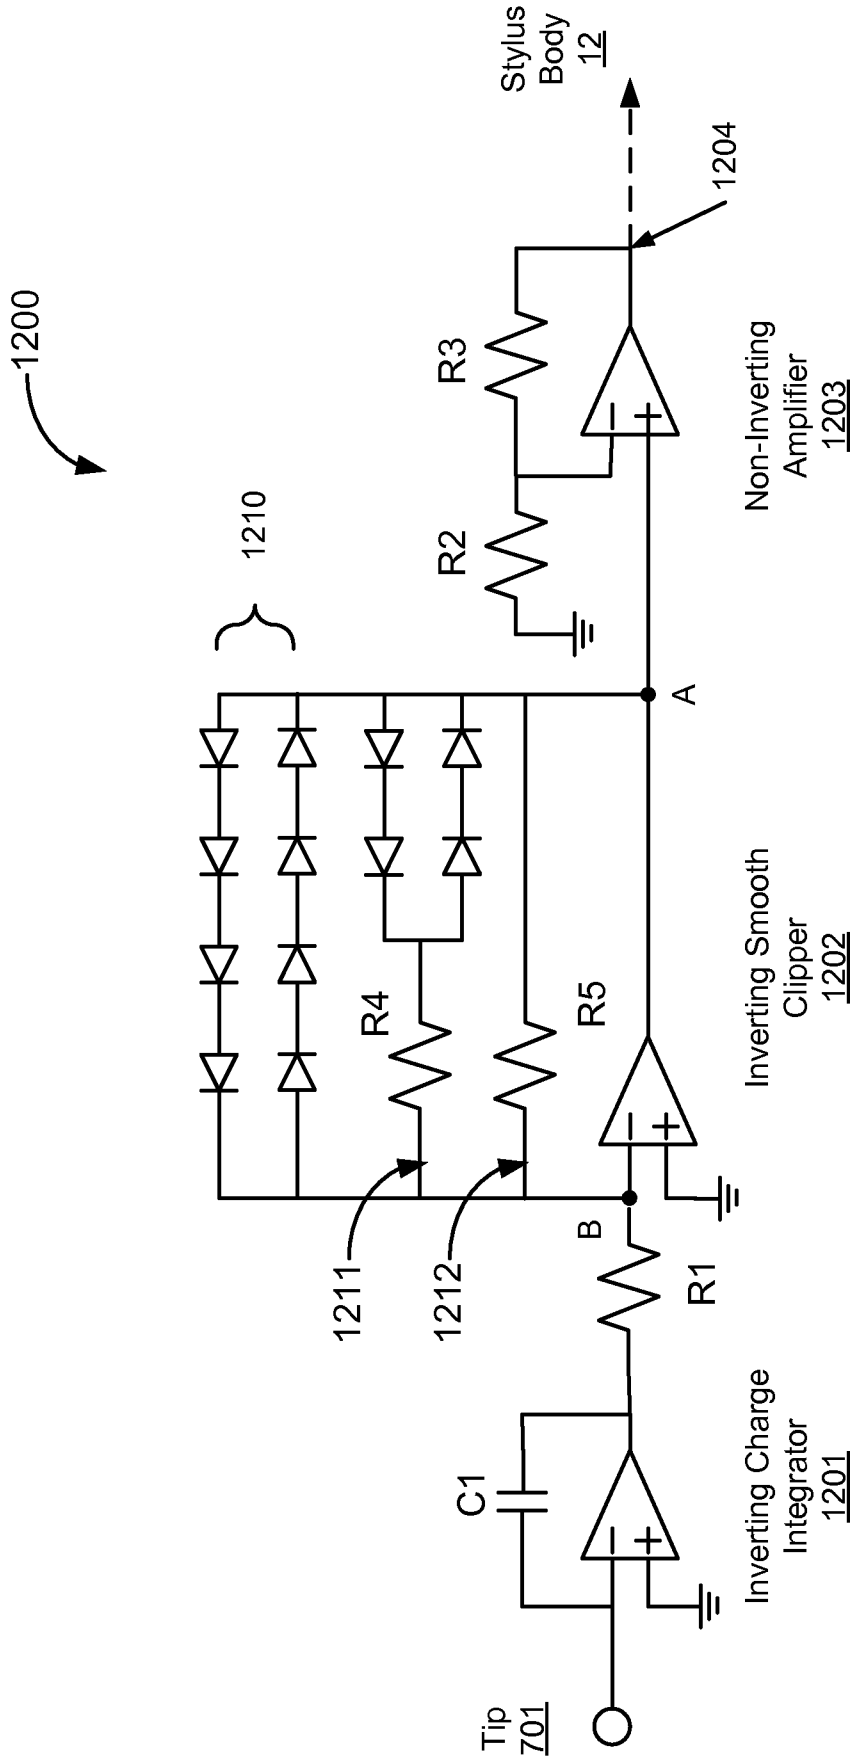 1200
1210
R4
R5
1211
1212
R2
R3
C1
R1
B
A
1204
Tip
701
Stylus
Body
12
Inverting Charge
Integrator
1201
Inverting Smooth
Clipper
1202
Non-Inverting
Amplifier
1203